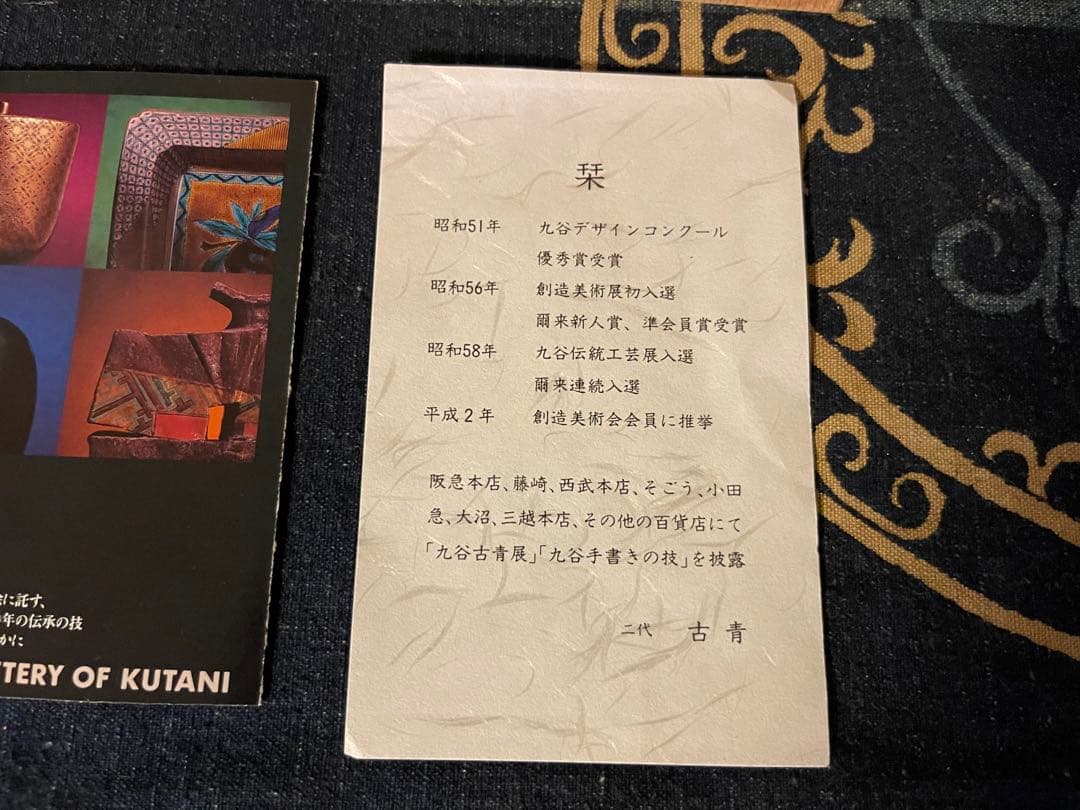 栞
昭和51年 九谷デザインコンクール
優秀賞受賞
昭和56年 創造美術展初入選
爾来新人賞、準会員賞受賞
昭和58年 九谷伝統工芸展入選
爾来連続入選
平成2年 創造美術会会員に推挙
阪急本店、藤崎、西武本店、そごう、小田
急、大沼、三越本店、その他の百貨店にて
「九谷古青展」「九谷手書きの技」を披露
二代 古青
に託す、
年の伝承の技
かに
TERY OF KUTANI